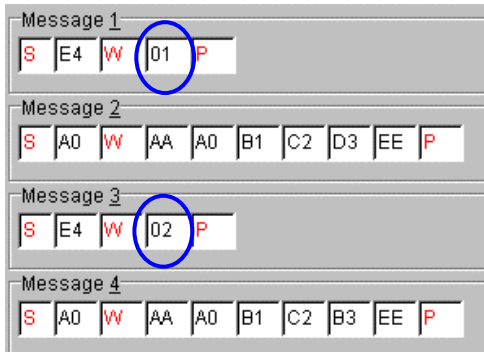 Message 1
S E4 W 01 P
Message 2
S A0 W AA A0 B1 C2 D3 EE P
Message 3
S E4 W 02 P
Message 4
S A0 W AA A0 B1 C2 B3 EE P